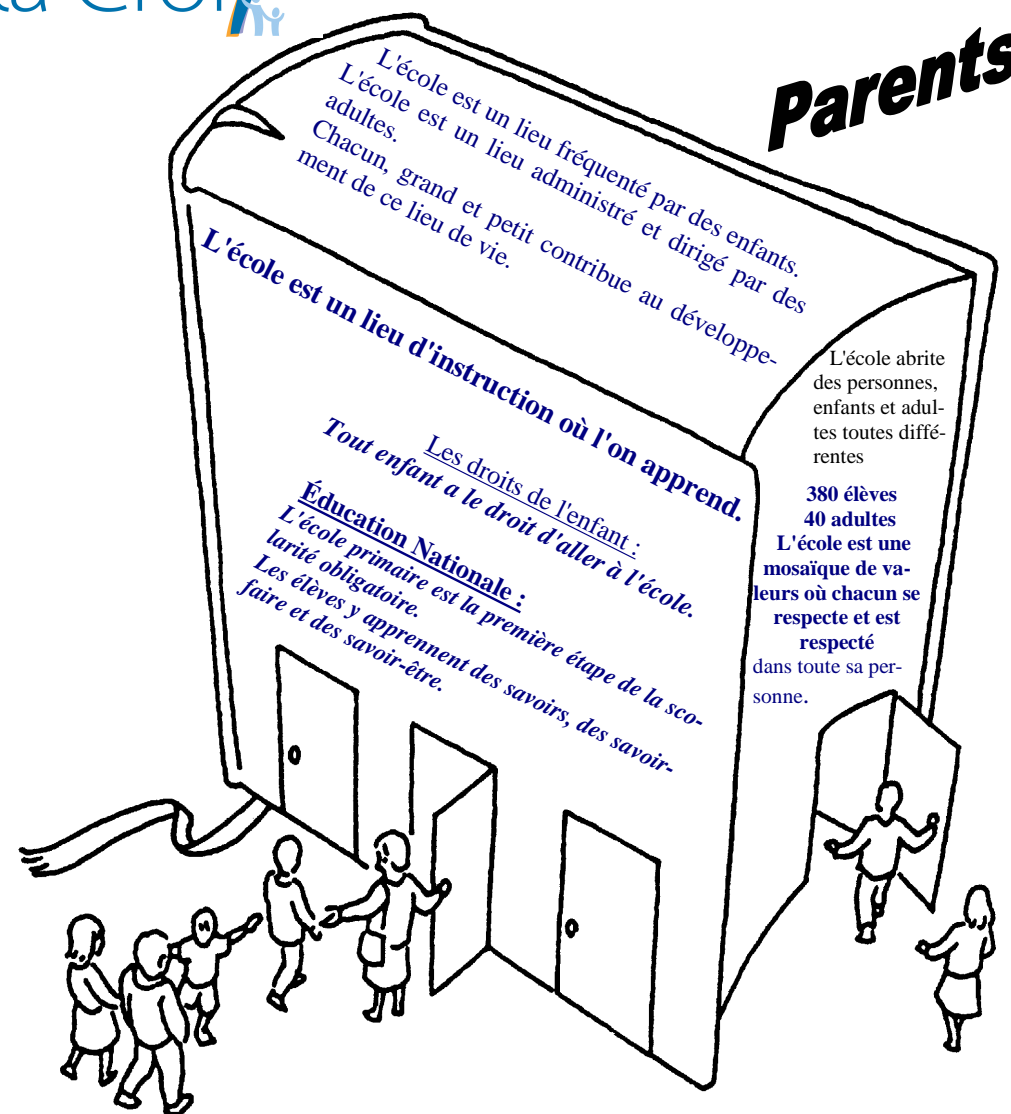 Parents
L'école est un lieu fréquenté par des enfants.
L'école est un lieu administré et dirigé par des
adultes.
Chacun, grand et petit contribue au développe-
ment de ce lieu de vie.
L'école est un lieu d'instruction où l'on apprend.
Les droits de l'enfant :
Tout enfant a le droit d'aller à l'école.
Éducation Nationale :
L'école primaire est la première étape de la sco-
larité obligatoire.
Les élèves y apprennent des savoirs, des savoir-
faire et des savoir-être.
L'école abrite
des personnes,
enfants et adul-
tes toutes diffé-
rentes
380 élèves
40 adultes
L'école est une
mosaïque de va-
leurs où chacun se
respecte et est
respecté
dans toute sa per-
sonne.